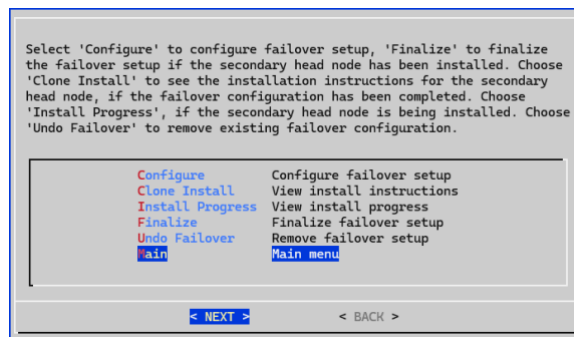 Select 'Configure' to configure failover setup, 'Finalize' to finalize
the failover setup if the secondary head node has been installed. Choose
'Clone Install' to see the installation instructions for the secondary
head node, if the failover configuration has been completed. Choose
'Install Progress', if the secondary head node is being installed. Choose
'Undo Failover' to remove existing failover configuration.
Configure Configure failover setup
Clone Install View install instructions
Install Progress View install progress
Finalize Finalize failover setup
Undo Failover Remove failover setup
Main Main menu
< NEXT > < BACK >